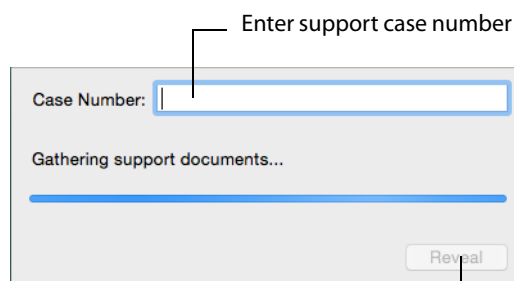 Enter support case number
Case Number:
Gathering support documents...
Reveal